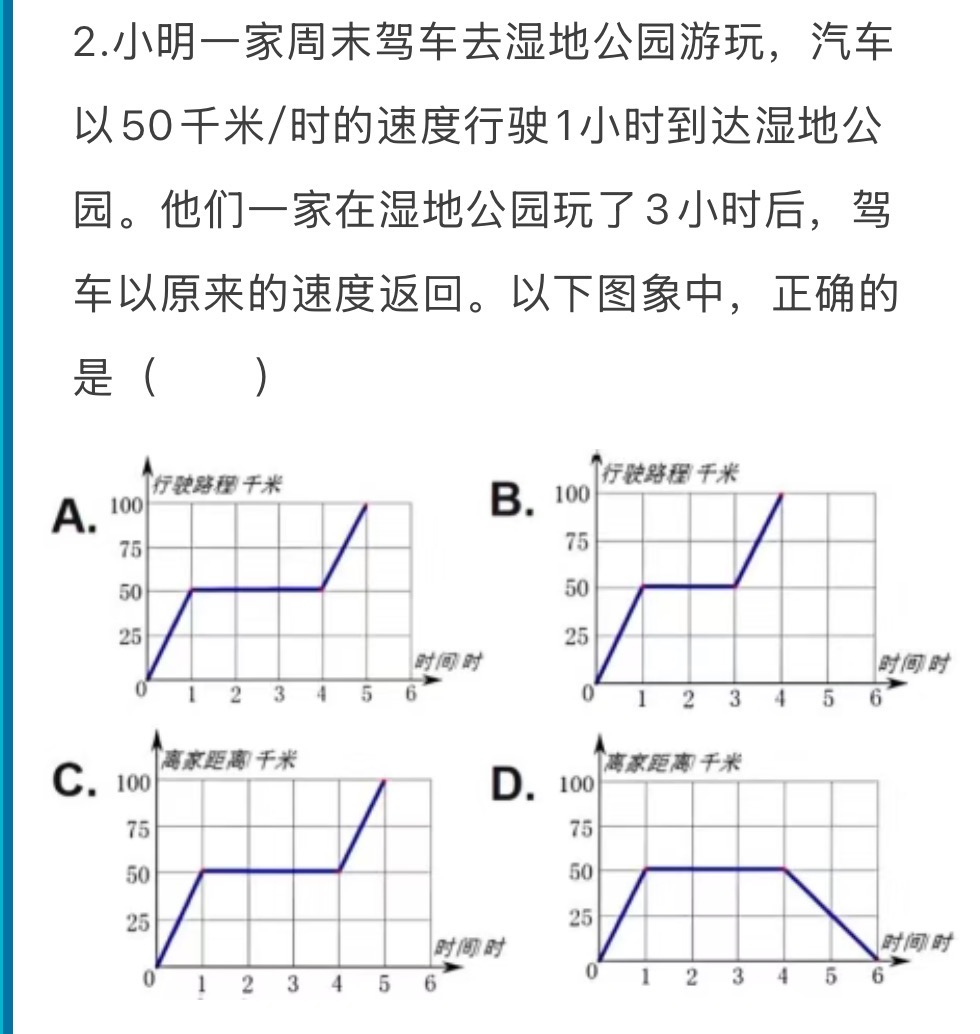 2.小明一家周末驾车去湿地公园游玩，汽车
以50千米/时的速度行驶1小时到达湿地公
园。他们一家在湿地公园玩了3小时后，驾
车以原来的速度返回。以下图象中，正确的
是（　　）
A.
行驶路程/千米
100
75
50
25
0 1 2 3 4 5 6
时间/时
B.
行驶路程/千米
100
75
50
25
0 1 2 3 4 5 6
时间/时
C.
离家距离/千米
100
75
50
25
0 1 2 3 4 5 6
时间/时
D.
离家距离/千米
100
75
50
25
0 1 2 3 4 5 6
时间/时